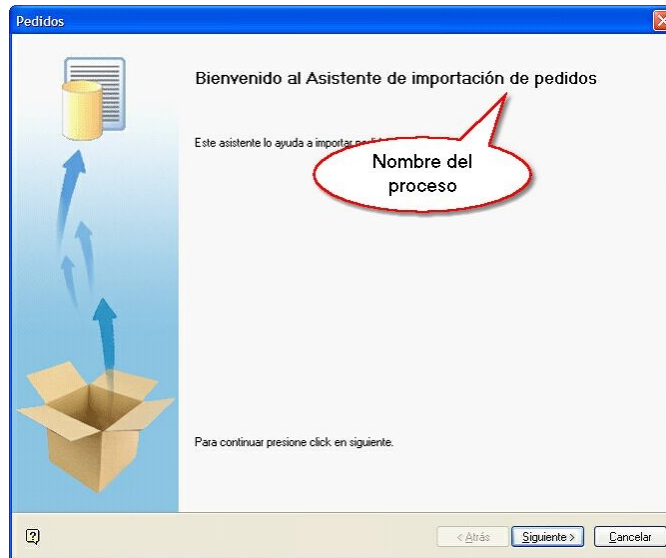 Pedidos
Bienvenido al Asistente de importación de pedidos
Este asistente lo ayuda a importar
Nombre del
proceso
Para continuar presione click en siguiente.
< Atrás
Siguiente >
Cancelar